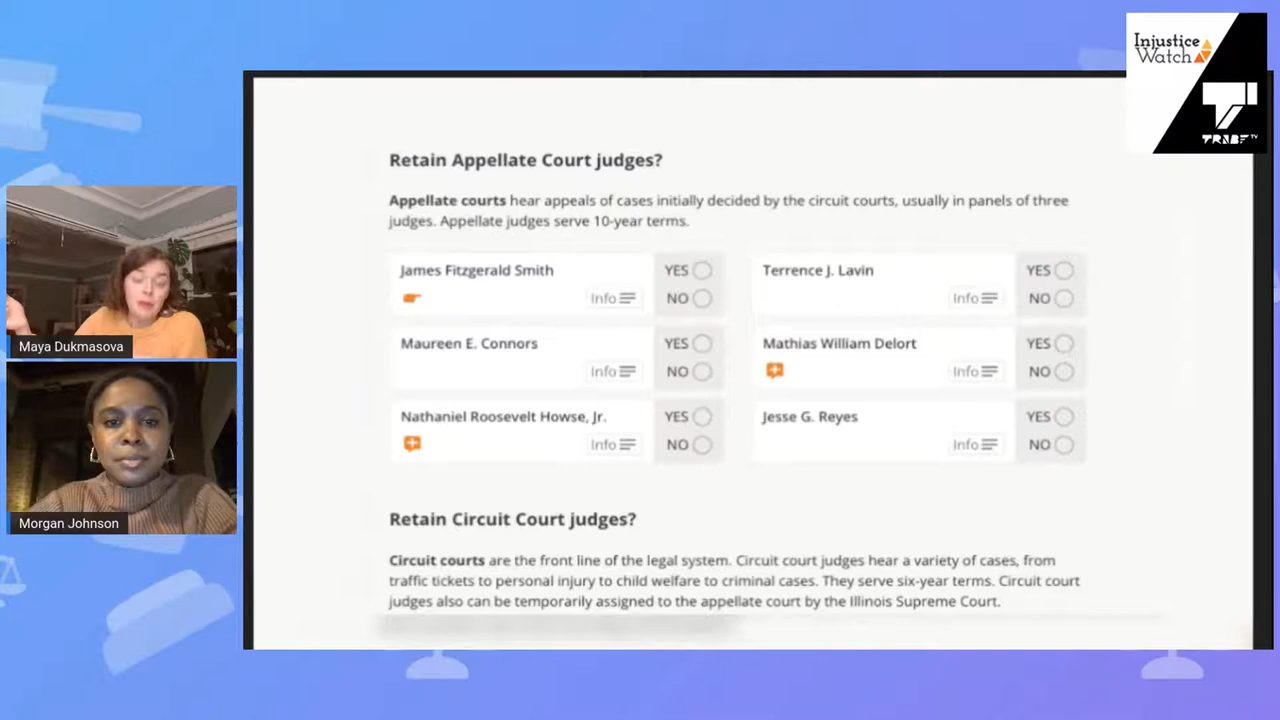 Injustice
Watch
TRIBE TV
Retain Appellate Court judges?
Appellate courts hear appeals of cases initially decided by the circuit courts, usually in panels of three
judges. Appellate judges serve 10-year terms.
James Fitzgerald Smith
Info
YES
NO
Terrence J. Lavin
Info
YES
NO
Maureen E. Connors
Info
YES
NO
Mathias William Delort
Info
YES
NO
Nathaniel Roosevelt Howse, Jr.
Info
YES
NO
Jesse G. Reyes
Info
YES
NO
Retain Circuit Court judges?
Circuit courts are the front line of the legal system. Circuit court judges hear a variety of cases, from
traffic tickets to personal injury to child welfare to criminal cases. They serve six-year terms. Circuit court
judges also can be temporarily assigned to the appellate court by the Illinois Supreme Court.
Maya Dukmasova
Morgan Johnson